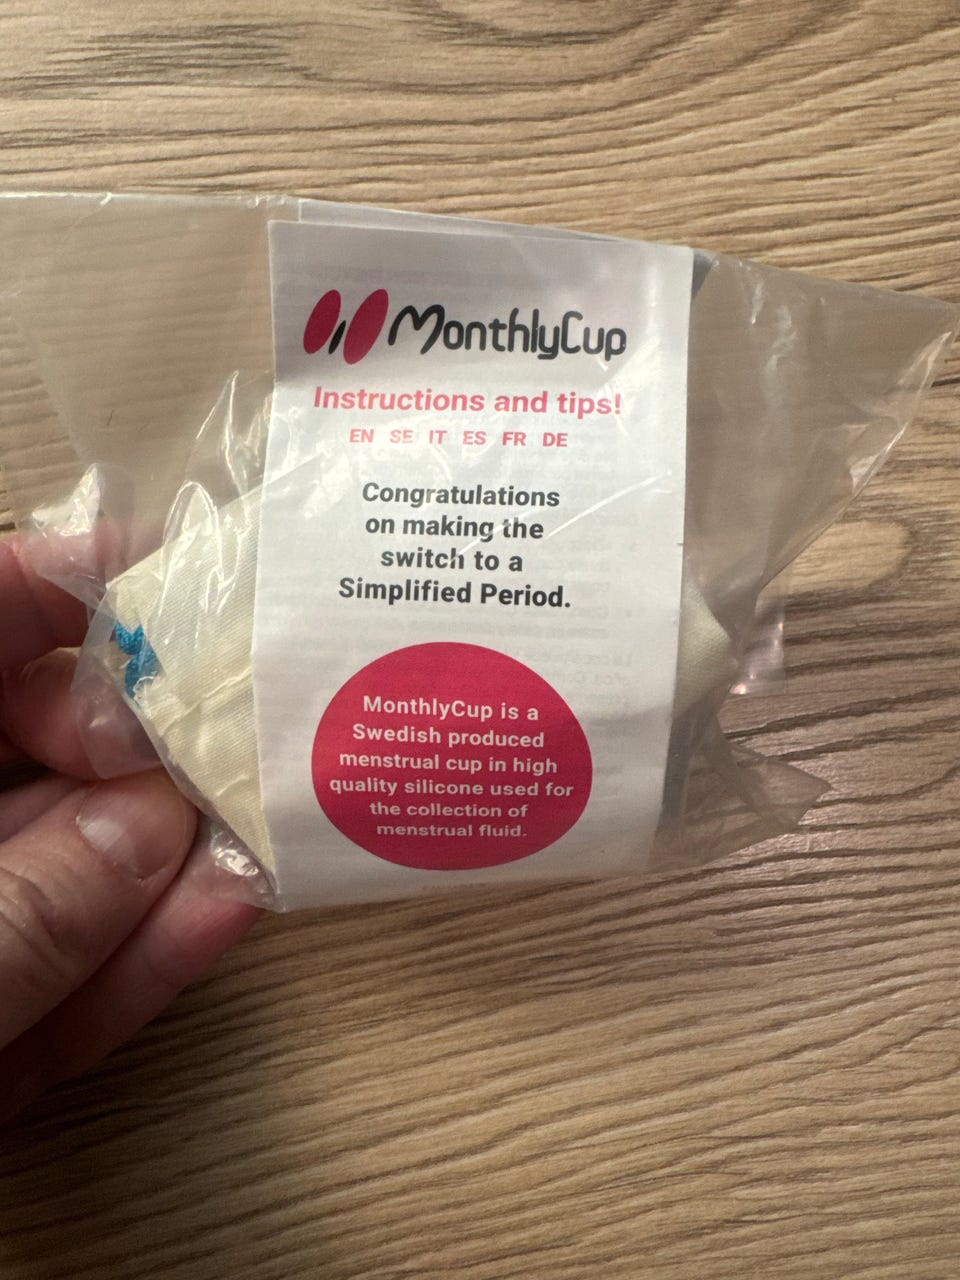 MonthlyCup
Instructions and tips!
EN SE IT ES FR DE
Congratulations
on making the
switch to a
Simplified Period.
MonthlyCup is a
Swedish produced
menstrual cup in high
quality silicone used for
the collection of
menstrual fluid.